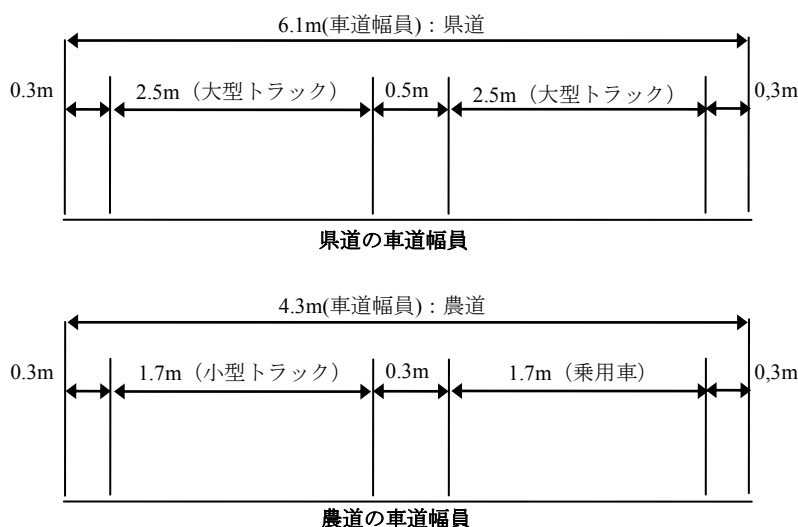 6.1m(車道幅員)：県道
0.3m 2.5m（大型トラック） 0.5m 2.5m（大型トラック） 0,3m
県道の車道幅員
4.3m(車道幅員)：農道
0.3m 1.7m（小型トラック） 0.3m 1.7m（乗用車） 0,3m
農道の車道幅員